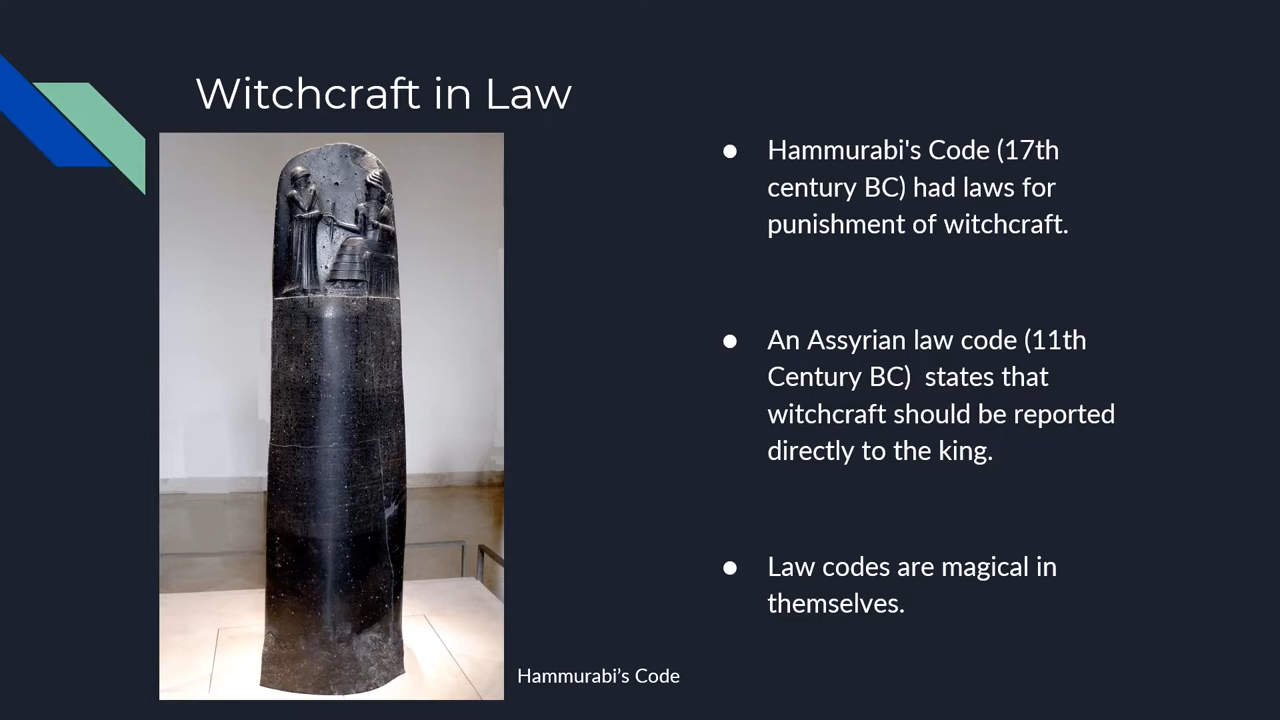 Witchcraft in Law
● Hammurabi's Code (17th
century BC) had laws for
punishment of witchcraft.
● An Assyrian law code (11th
Century BC)  states that
witchcraft should be reported
directly to the king.
● Law codes are magical in
themselves.
Hammurabi’s Code